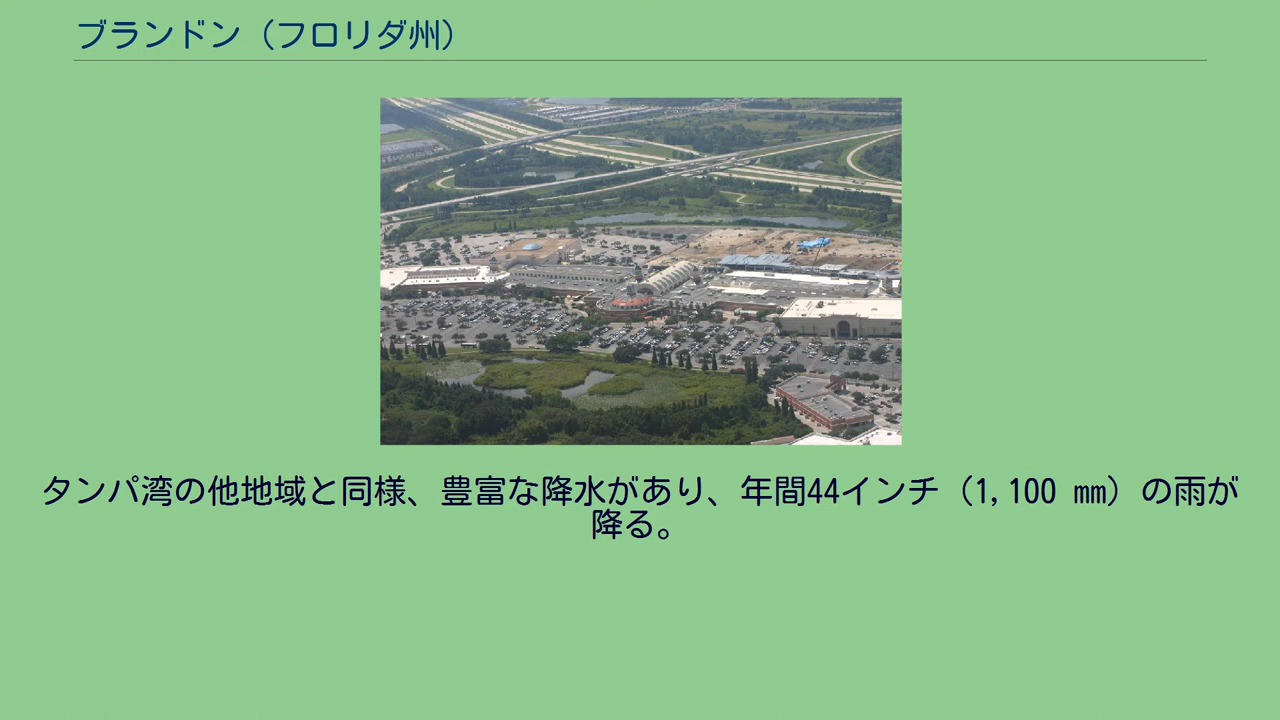 ブランドン（フロリダ州）
タンパ湾の他地域と同様、豊富な降水があり、年間44インチ（1,100 mm）の雨が
降る。